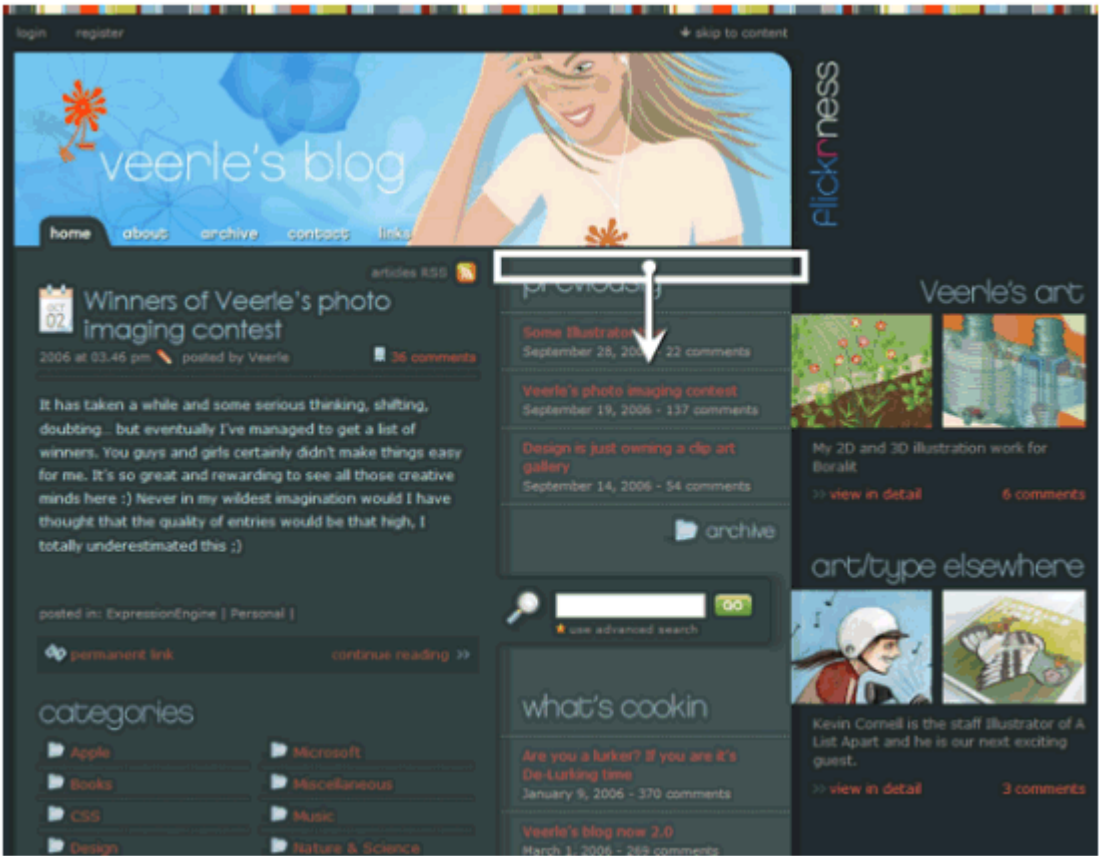 login register
skip to content
flickrness
veerle's blog
home about archive contact links
articles RSS
OCT
02
Winners of Veerle's photo
imaging contest
2006 at 03.46 pm posted by Veerle
36 comments
It has taken a while and some serious thinking, shifting,
doubting... but eventually I've managed to get a list of
winners. You guys and girls certainly didn't make things easy
for me. It's so great and rewarding to see all those creative
minds here :) Never in my wildest imagination would I have
thought that the quality of entries would be that high, I
totally underestimated this ;)
posted in: ExpressionEngine | Personal |
permanent link
continue reading >>
categories
Apple
Microsoft
Books
Miscellaneous
CSS
Music
Design
Nature & Science
previously
Some Illustrator
September 28, 2006 - 22 comments
Veerle's photo imaging contest
September 19, 2006 - 137 comments
Design is just owning a clip art
gallery
September 14, 2006 - 54 comments
archive
GO
use advanced search
what's cookin
Are you a lurker? If you are it's
De-Lurking time
January 9, 2006 - 370 comments
Veerle's blog now 2.0
March 1, 2006 - 269 comments
Veerle's art
My 2D and 3D illustration work for
Boralit
>> view in detail
6 comments
art/type elsewhere
Kevin Cornell is the staff Illustrator of A
List Apart and he is our next exciting
guest.
>> view in detail
3 comments